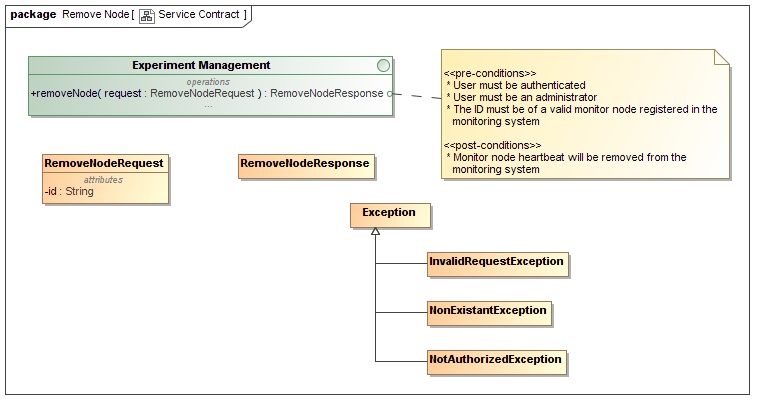 package Remove Node [ Service Contract ]
Experiment Management
operations
+removeNode( request : RemoveNodeRequest ) : RemoveNodeResponse
...
<<pre-conditions>>
* User must be authenticated
* User must be an administrator
* The ID must be of a valid monitor node registered in the
monitoring system
<<post-conditions>>
* Monitor node heartbeat will be removed from the
monitoring system
RemoveNodeRequest
attributes
-id : String
RemoveNodeResponse
Exception
InvalidRequestException
NonExistantException
NotAuthorizedException